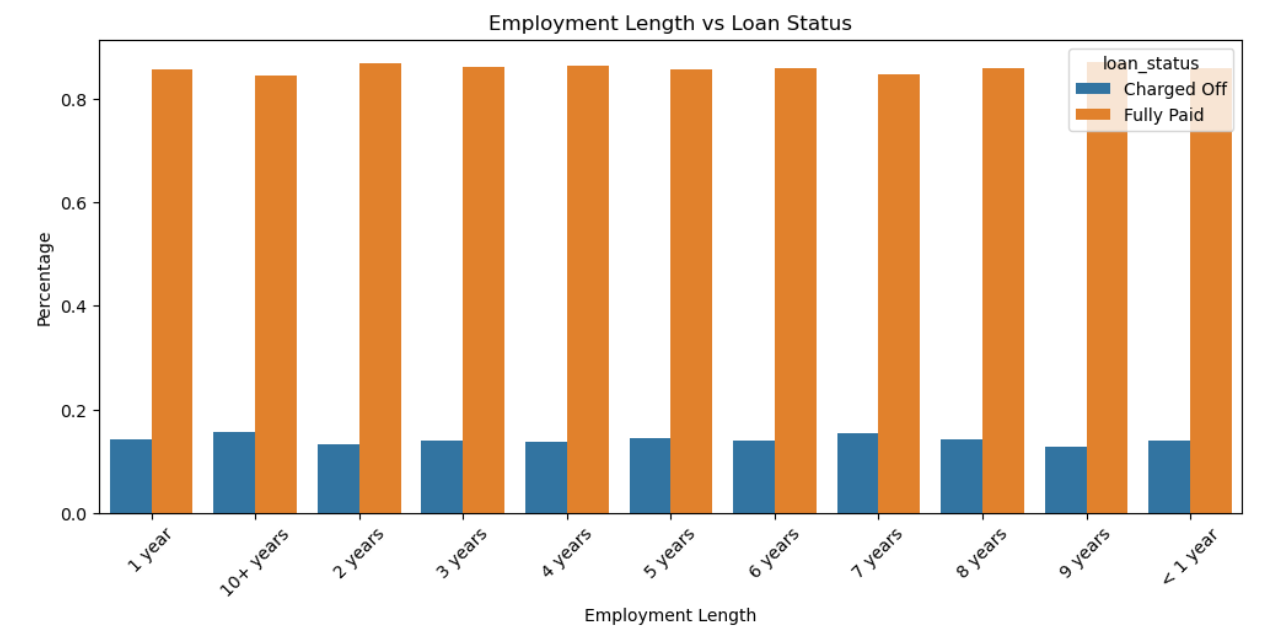 Employment Length vs Loan Status
loan_status
Charged Off
Fully Paid
Percentage
0.8
0.6
0.4
0.2
0.0
1 year
10+ years
2 years
3 years
4 years
5 years
6 years
7 years
8 years
9 years
< 1 year
Employment Length